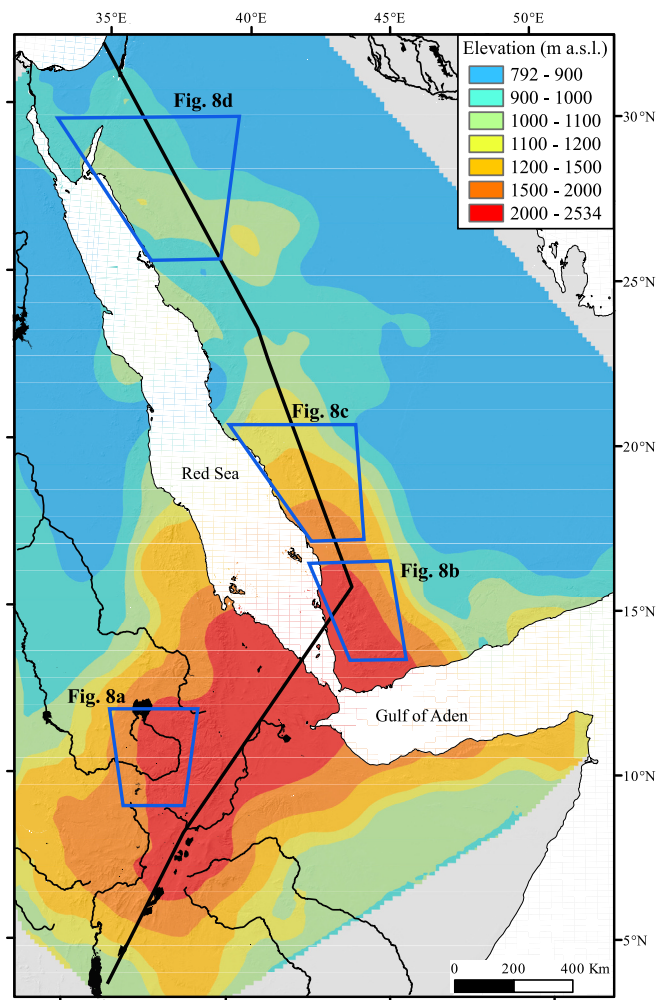 35°E 40°E 45°E 50°E
Elevation (m a.s.l.)
792 - 900
900 - 1000
1000 - 1100
1100 - 1200
1200 - 1500
1500 - 2000
2000 - 2534
Fig. 8d
30°N
25°N
Fig. 8c
20°N
Red Sea
Fig. 8b
15°N
Fig. 8a
Gulf of Aden
10°N
5°N
0 200 400 Km